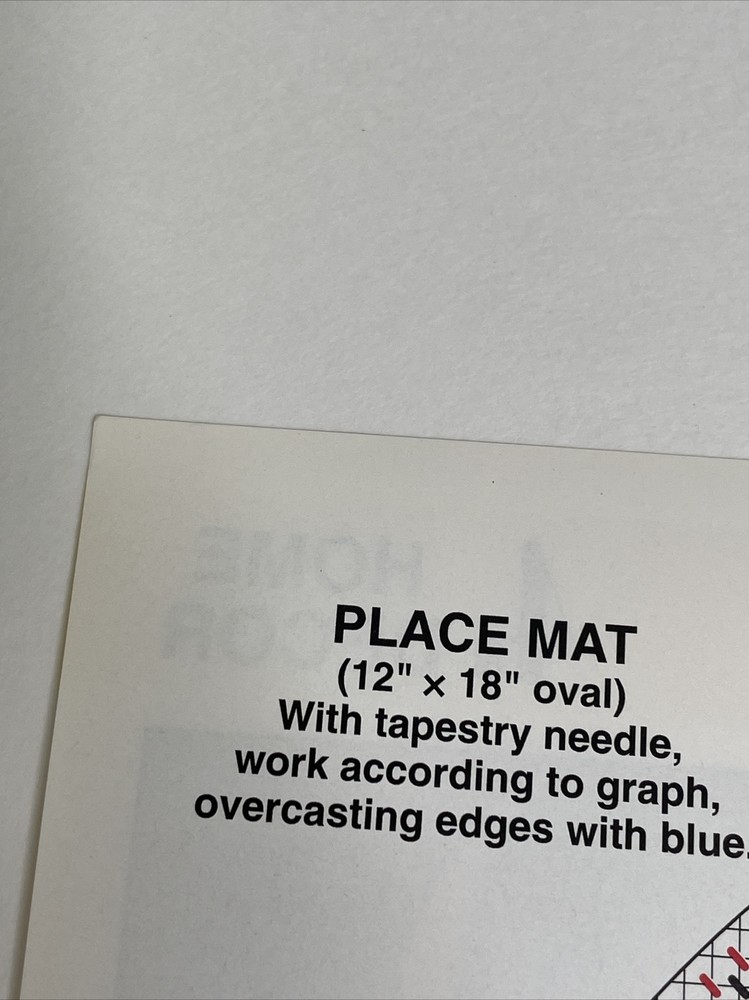 PLACE MAT
(12" × 18" oval)
With tapestry needle,
work according to graph,
overcasting edges with blue.